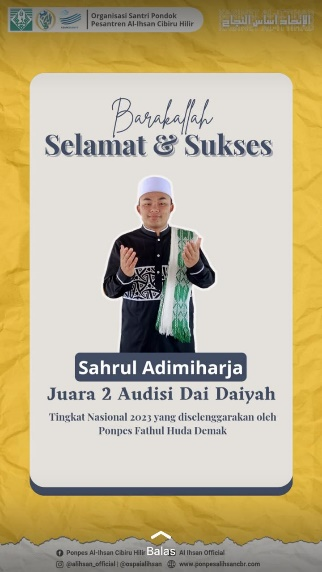 Organisasi Santri Pondok
Pesantren Al-Ihsan Cibiru Hilir
الإتحاد أساس النجاح
Barakallah
Selamat & Sukses
Sahrul Adimiharja
Juara 2 Audisi Dai Daiyah
Tingkat Nasional 2023 yang diselenggarakan oleh
Ponpes Fathul Huda Demak
Balas
Ponpes Al-Ihsan Cibiru Hilir
Al Ihsan Official
@alihsan_official | @ospaialihsan
www.ponpesalihsancbr.com